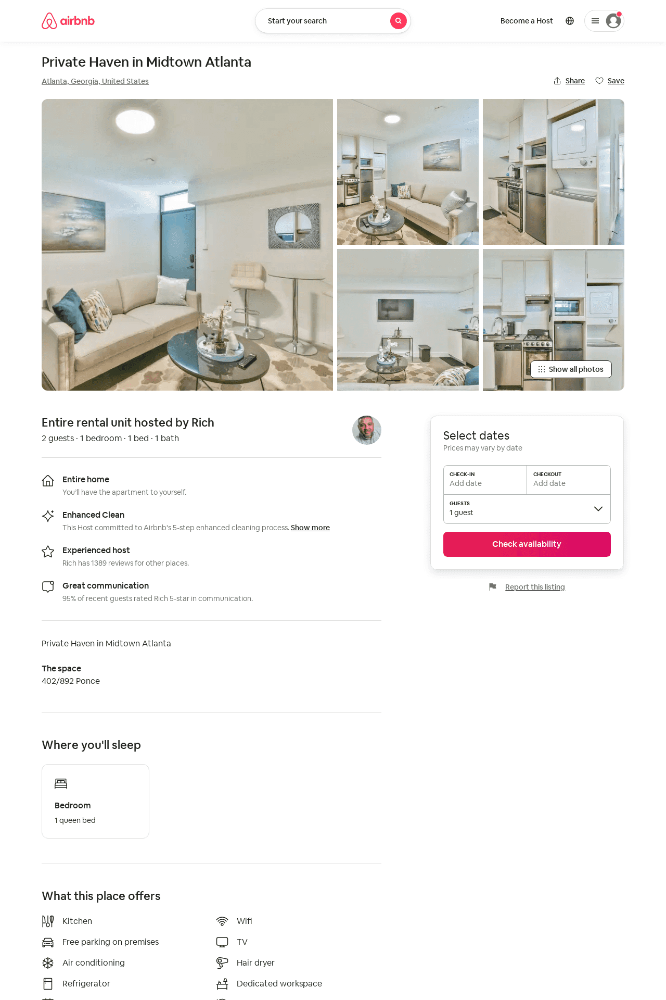 airbnb
Start your search
Become a Host
Private Haven in Midtown Atlanta
Atlanta, Georgia, United States
Share
Save
Show all photos
Entire rental unit hosted by Rich
2 guests · 1 bedroom · 1 bed · 1 bath
Entire home
You’ll have the apartment to yourself.
Enhanced Clean
This Host committed to Airbnb's 5-step enhanced cleaning process. Show more
Experienced host
Rich has 1389 reviews for other places.
Great communication
95% of recent guests rated Rich 5-star in communication.
Select dates
Prices may vary by date
CHECK-IN
Add date
CHECKOUT
Add date
GUESTS
1 guest
Check availability
Report this listing
Private Haven in Midtown Atlanta
The space
402/892 Ponce
Where you'll sleep
Bedroom
1 queen bed
What this place offers
Kitchen
Wifi
Free parking on premises
TV
Air conditioning
Hair dryer
Refrigerator
Dedicated workspace